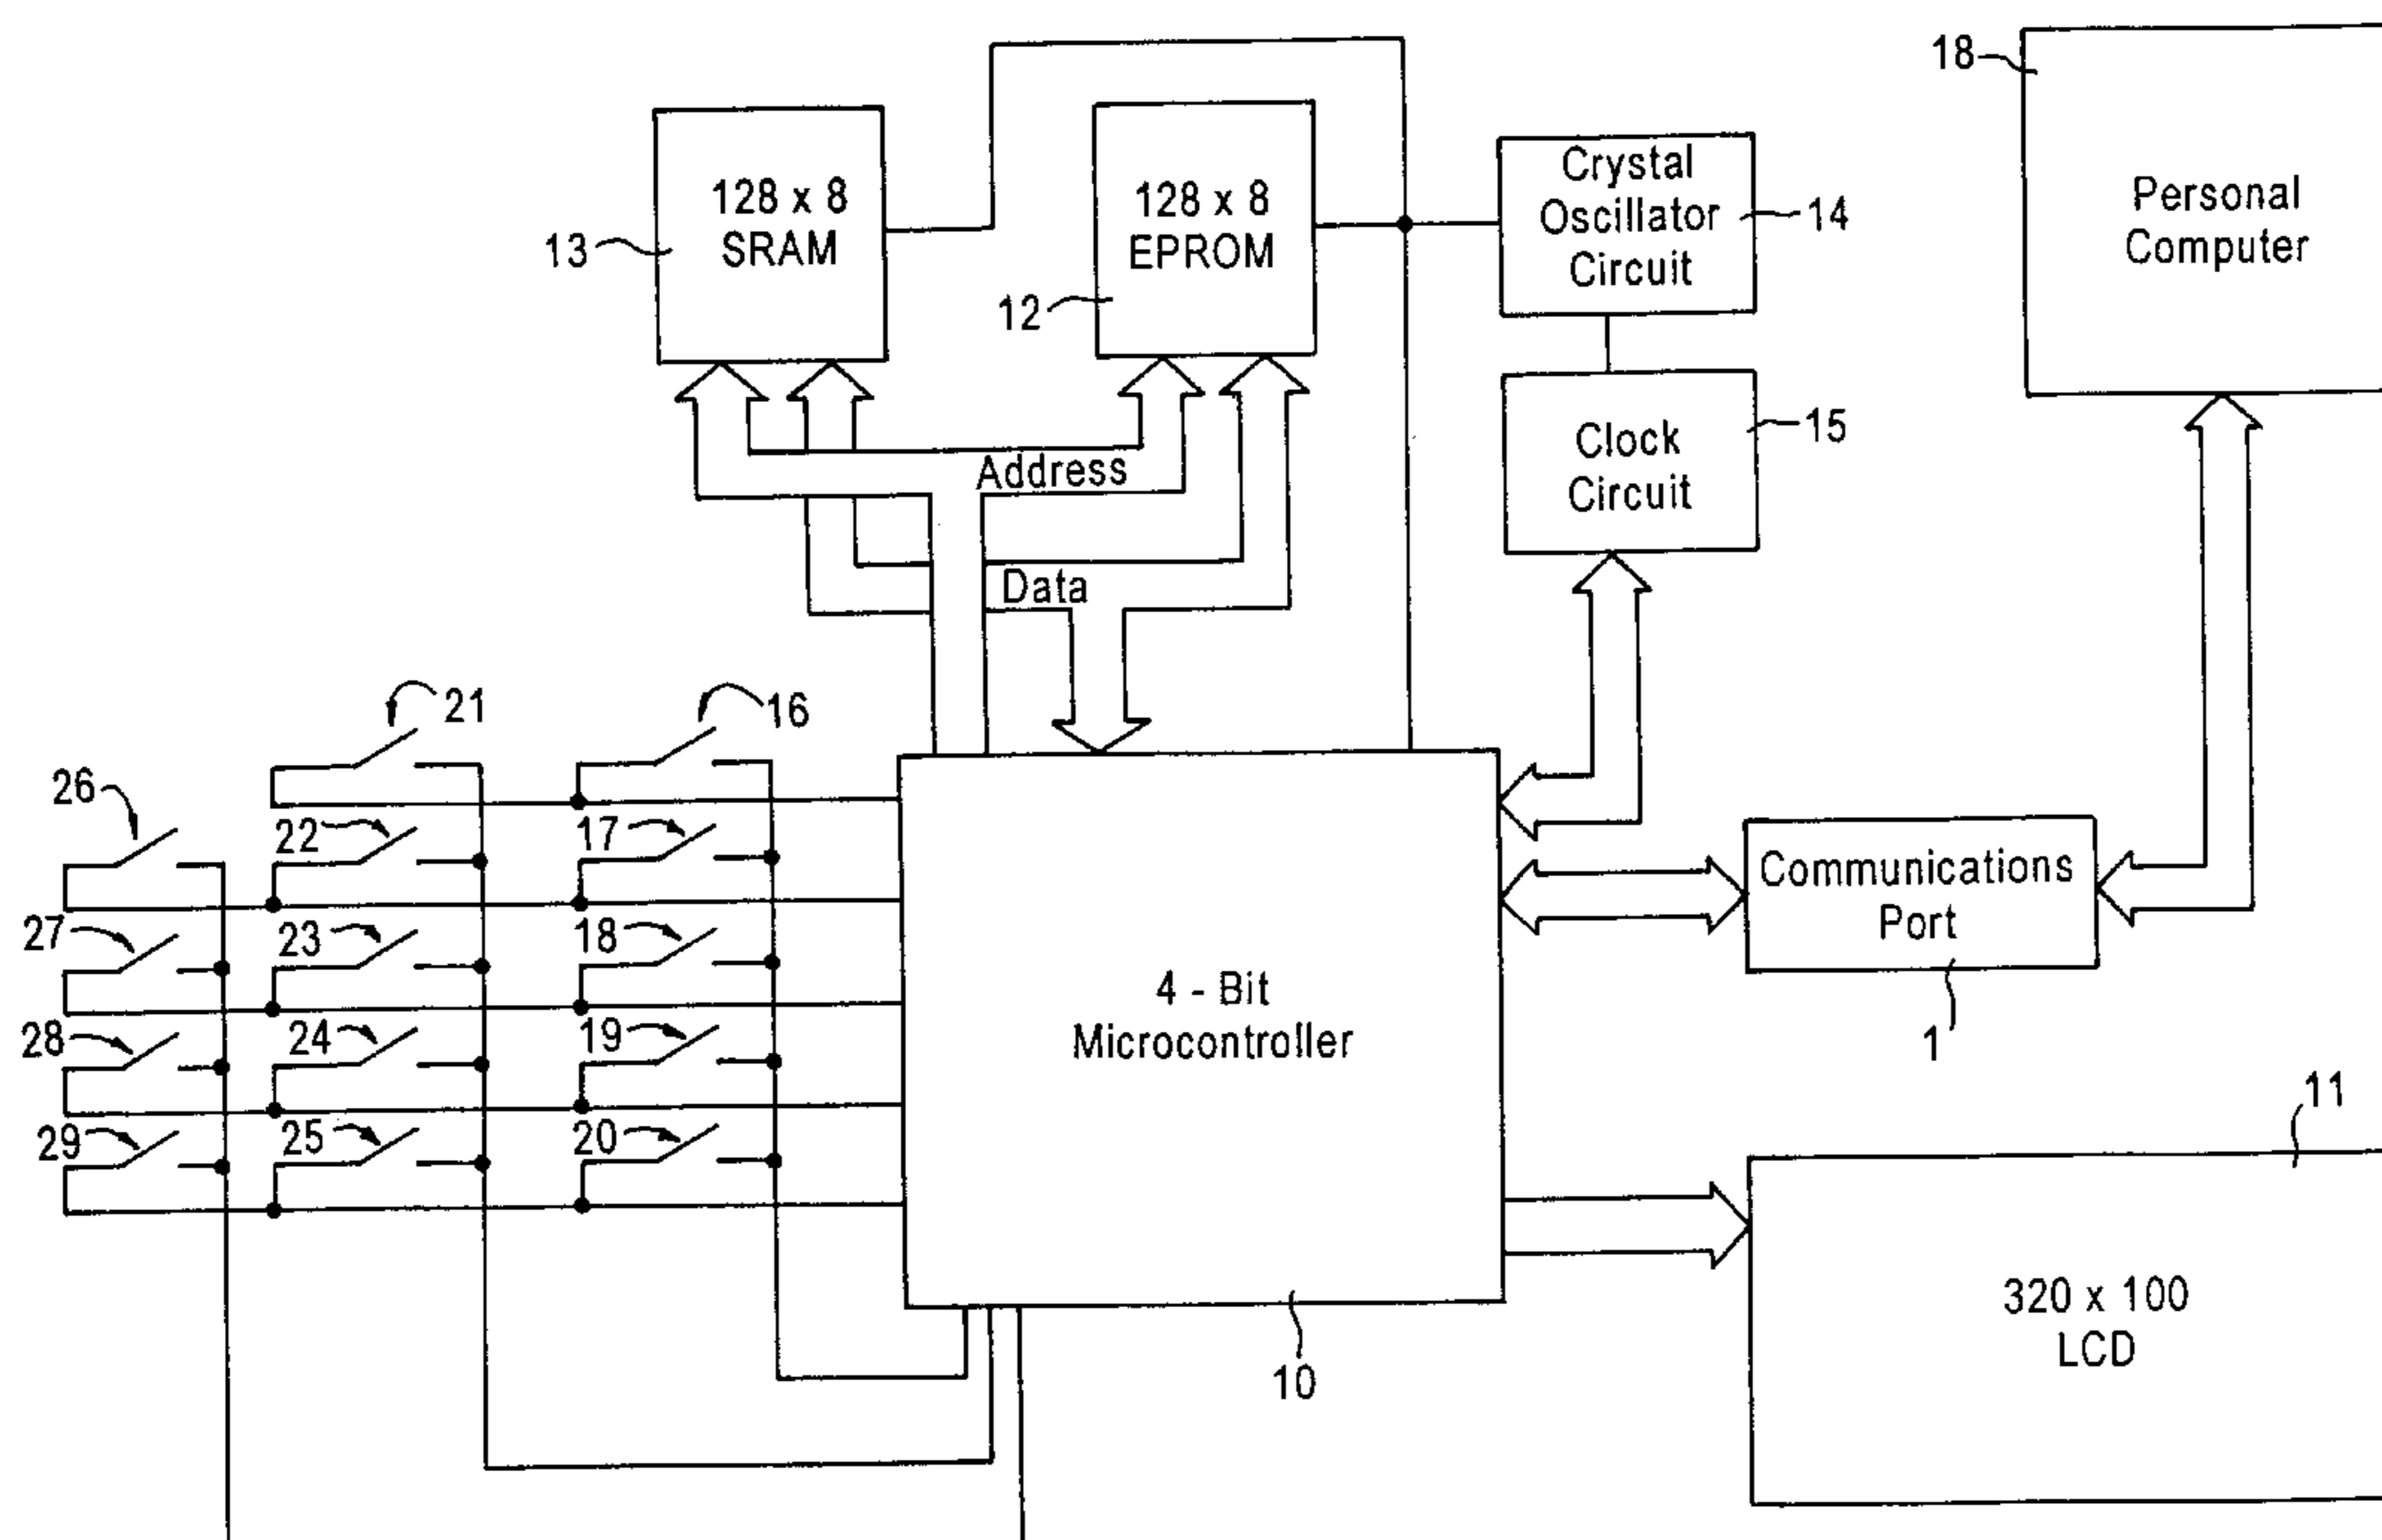 18
128 x 8
SRAM
13
128 x 8
EPROM
12
Crystal
Oscillator
Circuit
14
Personal
Computer
Clock
Circuit
15
Address
Data
21
16
26
22
17
27
23
18
28
24
19
29
25
20
4 - Bit
Microcontroller
10
Communications
Port
1
11
320 x 100
LCD